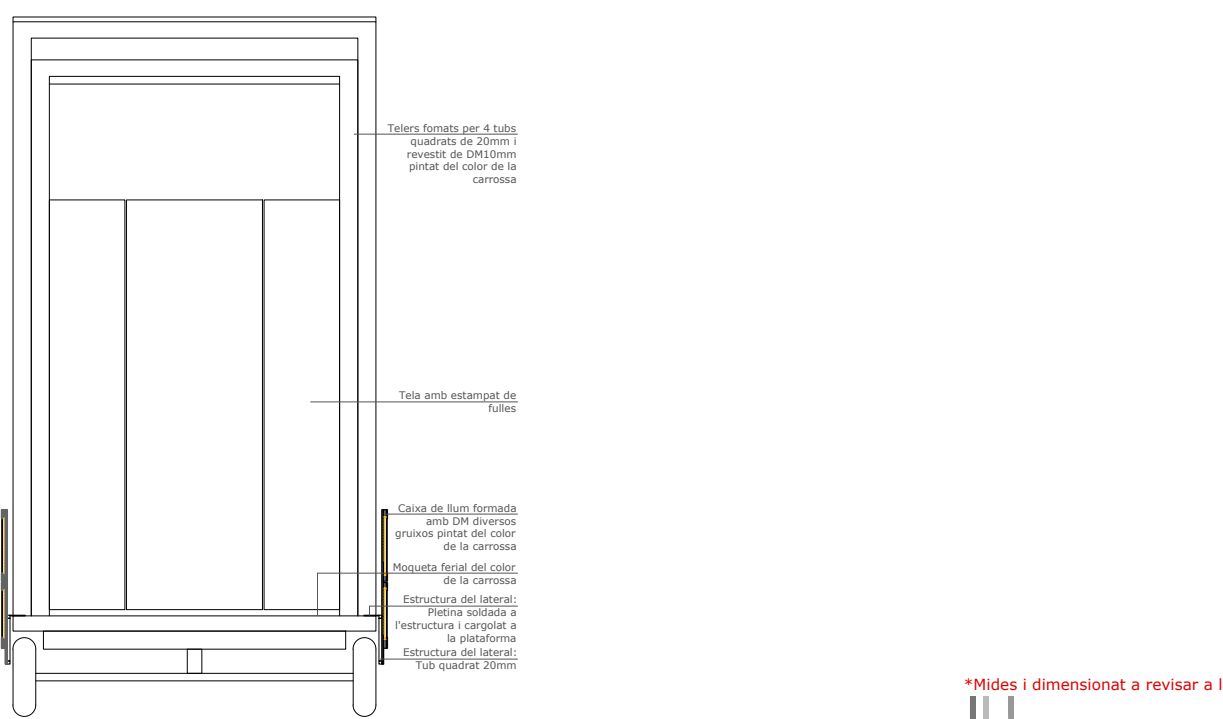 Telers fomats per 4 tubs
quadrats de 20mm i
revestit de DM10mm
pintat del color de la
carrossa
Tela amb estampat de
fulles
Caixa de llum formada
amb DM diversos
gruixos pintat del color
de la carrossa
Moqueta ferial del color
de la carrossa
Estructura del lateral:
Pletina soldada a
l'estructura i cargolat a
la plataforma
Estructura del lateral:
Tub quadrat 20mm
*Mides i dimensionat a revisar a l